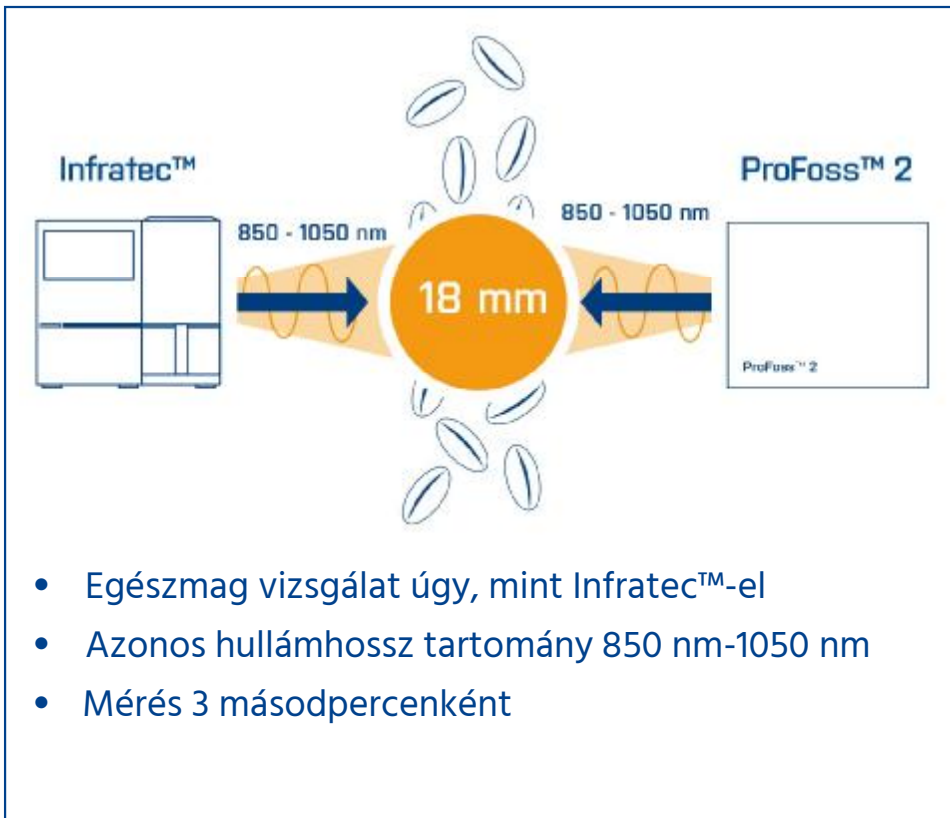 Infratec™
ProFoss™ 2
850 - 1050 nm
850 - 1050 nm
18 mm
ProFoss™ 2
• Egészmag vizsgálat úgy, mint Infratec™-el
• Azonos hullámhossz tartomány 850 nm-1050 nm
• Mérés 3 másodpercenként